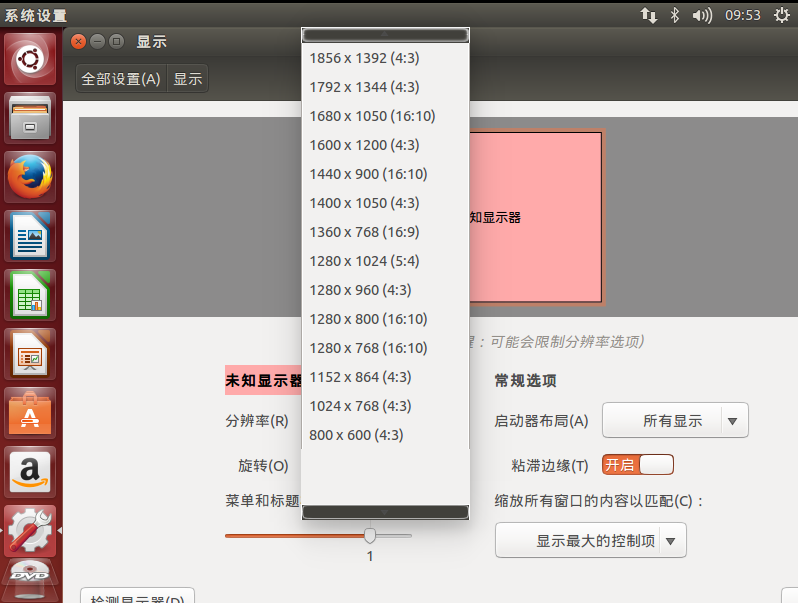 系统设置
09:53
显示
全部设置(A)
显示
1856 x 1392 (4:3)
1792 x 1344 (4:3)
1680 x 1050 (16:10)
1600 x 1200 (4:3)
1440 x 900 (16:10)
1400 x 1050 (4:3)
1360 x 768 (16:9)
1280 x 1024 (5:4)
1280 x 960 (4:3)
1280 x 800 (16:10)
1280 x 768 (16:10)
1152 x 864 (4:3)
1024 x 768 (4:3)
800 x 600 (4:3)
知显示器
：可能会限制分辨率选项)
未知显示器
分辨率(R)
旋转(O)
菜单和标题
1
常规选项
启动器布局(A)
所有显示
粘滞边缘(T)
开启
缩放所有窗口的内容以匹配(C)：
显示最大的控制项
检测显示器(D)
a
A
DVD